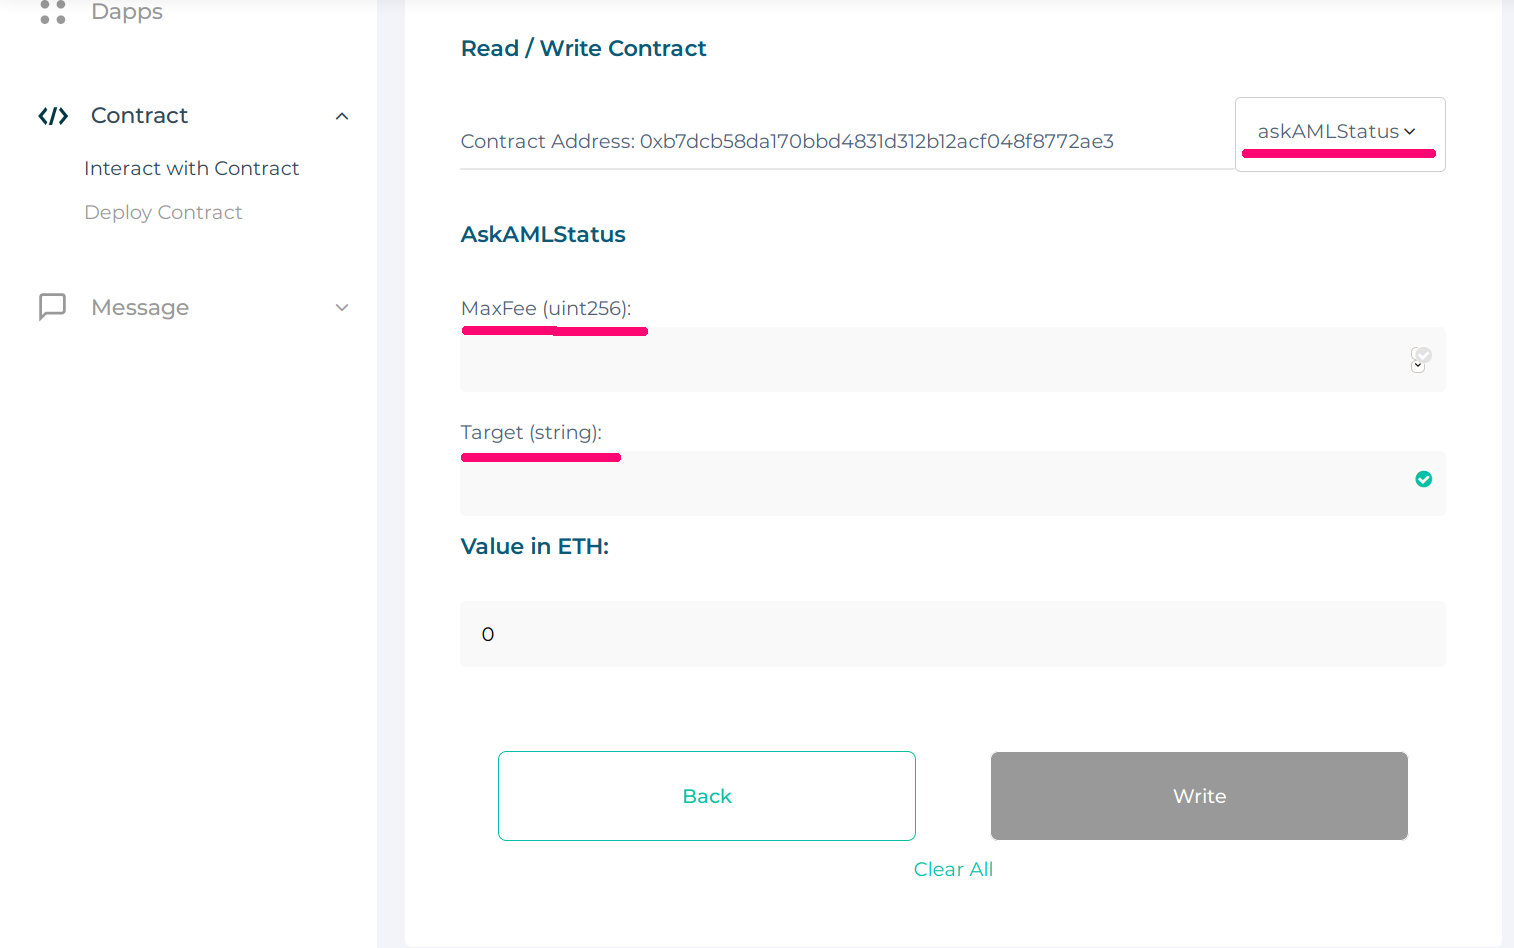 Dapps
Contract
Interact with Contract
Deploy Contract
Message
Read / Write Contract
Contract Address: 0xb7dcb58da170bbd4831d312b12acf048f8772ae3
askAMLStatus
AskAMLStatus
MaxFee (uint256):
Target (string):
Value in ETH:
0
Back
Write
Clear All